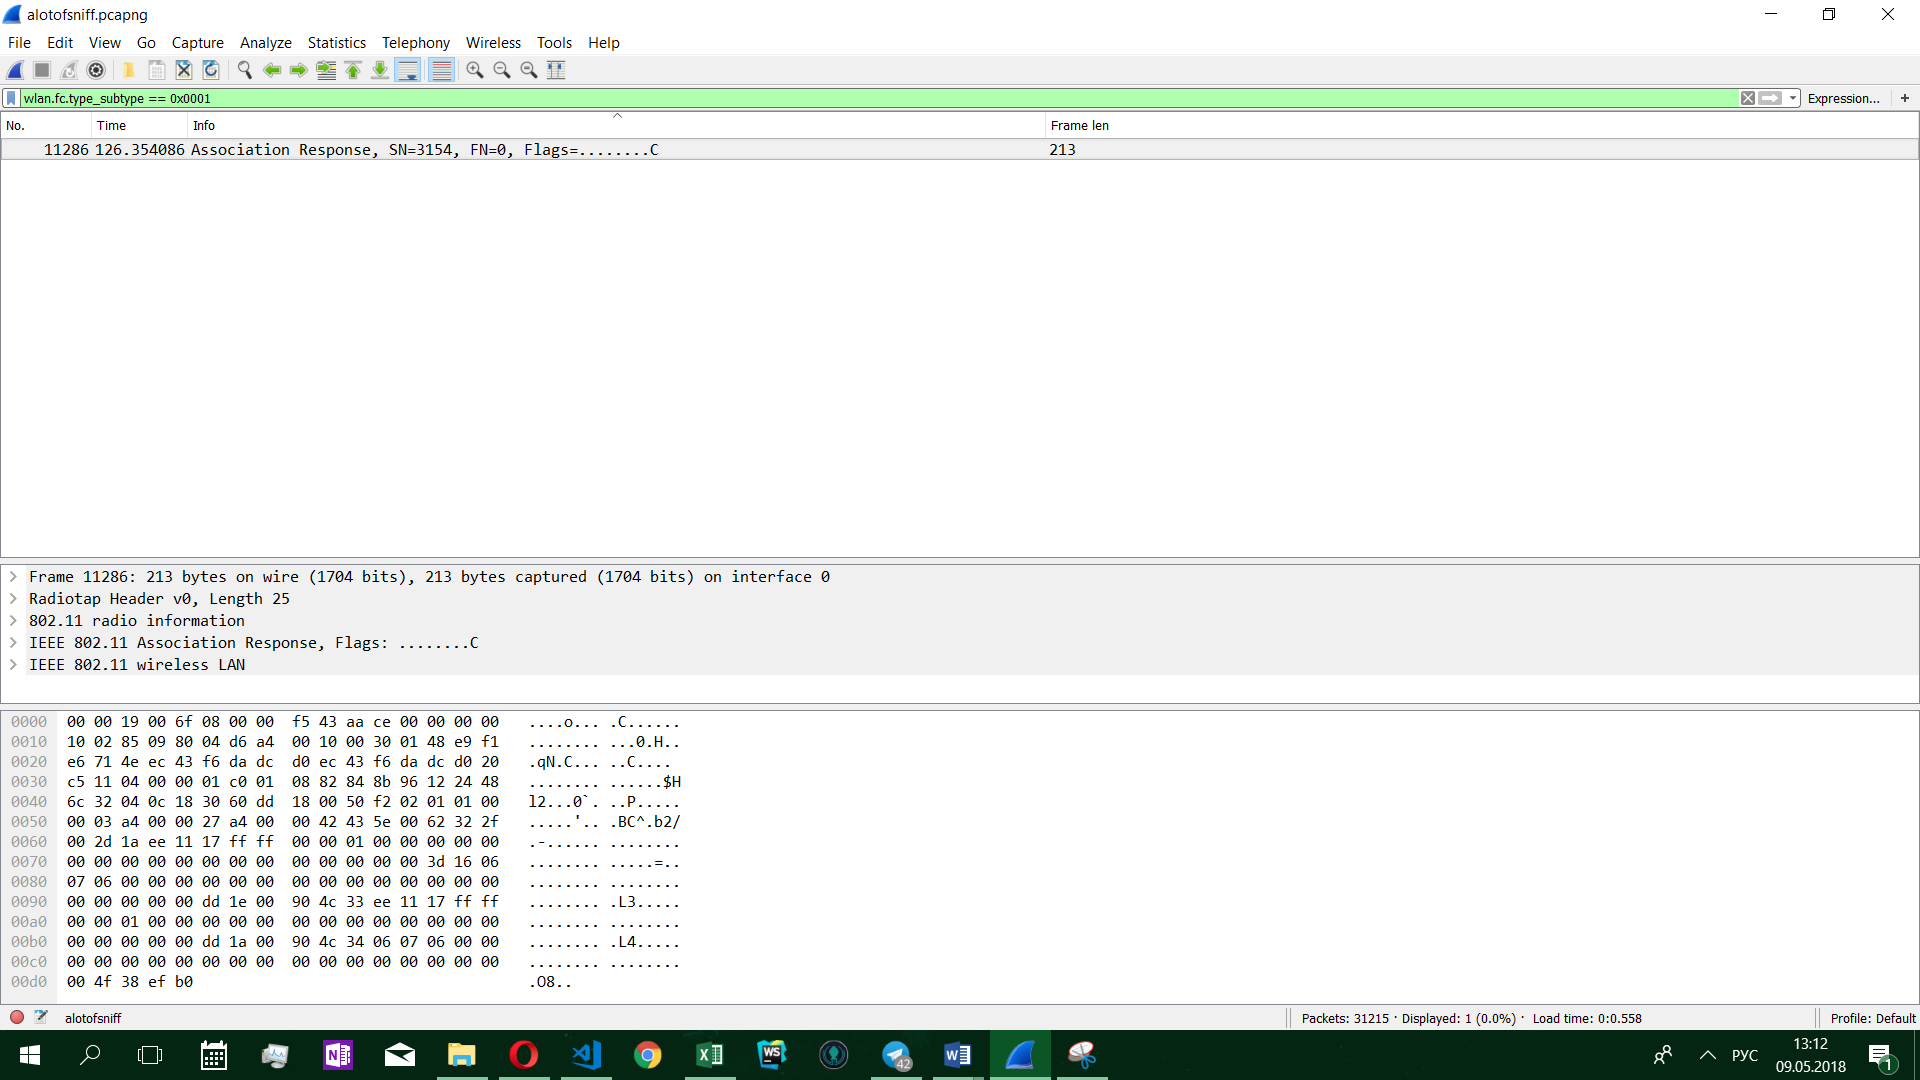 alotofsniff.pcapng
File Edit View Go Capture Analyze Statistics Telephony Wireless Tools Help
wlan.fc.type_subtype == 0x0001 Expression... +
No. Time Info Frame len
11286 126.354086 Association Response, SN=3154, FN=0, Flags=........C 213
Frame 11286: 213 bytes on wire (1704 bits), 213 bytes captured (1704 bits) on interface 0
Radiotap Header v0, Length 25
802.11 radio information
IEEE 802.11 Association Response, Flags: ........C
IEEE 802.11 wireless LAN
0000 00 00 19 00 6f 08 00 00 f5 43 aa ce 00 00 00 00 ....o... .C......
0010 10 02 85 09 80 04 d6 a4 00 10 00 30 01 48 e9 f1 ........ ...0.H..
0020 e6 71 4e ec 43 f6 da dc d0 ec 43 f6 da dc d0 20 .qN.C... ..C....
0030 c5 11 04 00 00 01 c0 01 08 82 84 8b 96 12 24 48 ........ ......$H
0040 6c 32 04 0c 18 30 60 dd 18 00 50 f2 02 01 01 00 l2...0`. ..P.....
0050 00 03 a4 00 00 27 a4 00 00 42 43 5e 00 62 32 2f .....'.. .BC^.b2/
0060 00 2d 1a ee 11 17 ff ff 00 00 01 00 00 00 00 00 .-...... ........
0070 00 00 00 00 00 00 00 00 00 00 00 00 00 3d 16 06 ........ .....=..
0080 07 06 00 00 00 00 00 00 00 00 00 00 00 00 00 00 ........ ........
0090 00 00 00 00 00 dd 1e 00 90 4c 33 ee 11 17 ff ff ........ .L3.....
00a0 00 00 01 00 00 00 00 00 00 00 00 00 00 00 00 00 ........ ........
00b0 00 00 00 00 00 dd 1a 00 90 4c 34 06 07 06 00 00 ........ .L4.....
00c0 00 00 00 00 00 00 00 00 00 00 00 00 00 00 00 00 ........ ........
00d0 00 4f 38 ef b0 .O8..
alotofsniff Packets: 31215 · Displayed: 1 (0.0%) · Load time: 0:0.558 Profile: Default
N WS 42 РУС 13:12
09.05.2018 1